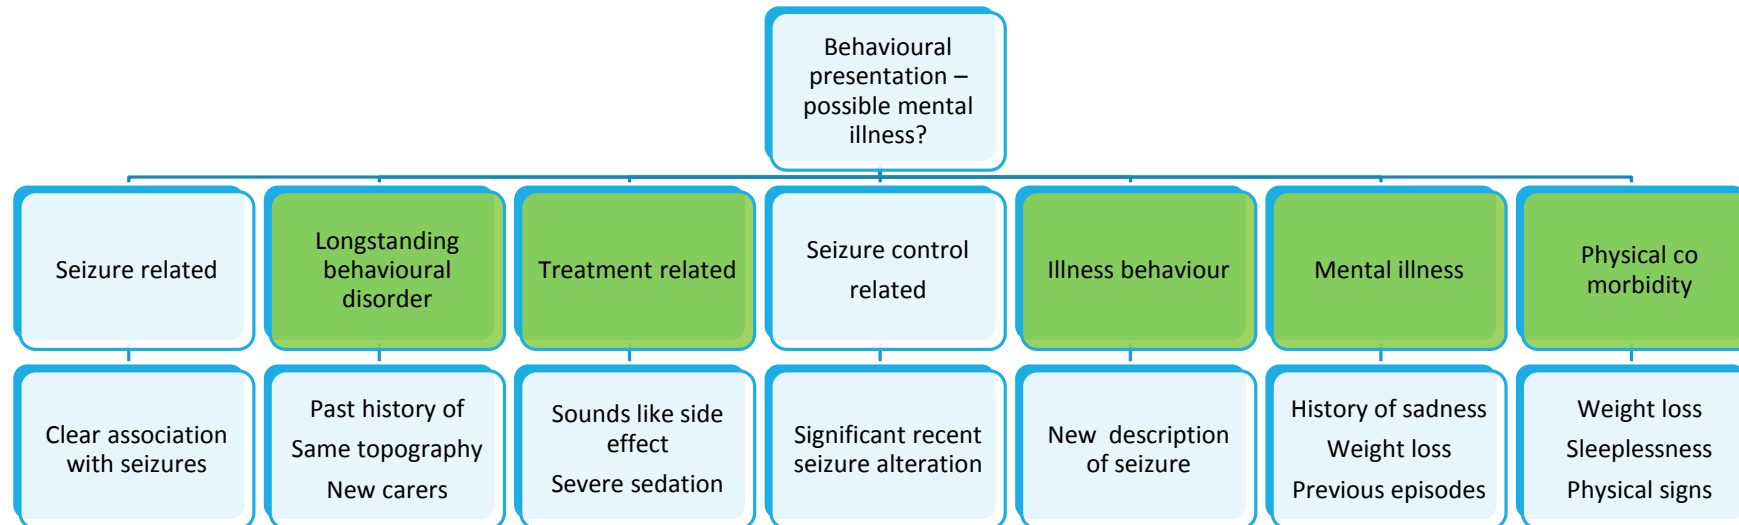 Behavioural
presentation –
possible mental
illness?
Seizure related
Longstanding
behavioural
disorder
Treatment related
Seizure control
related
Illness behaviour
Mental illness
Physical co
morbidity
Clear association
with seizures
Past history of
Same topography
New carers
Sounds like side
effect
Severe sedation
Significant recent
seizure alteration
New description
of seizure
History of sadness
Weight loss
Previous episodes
Weight loss
Sleeplessness
Physical signs